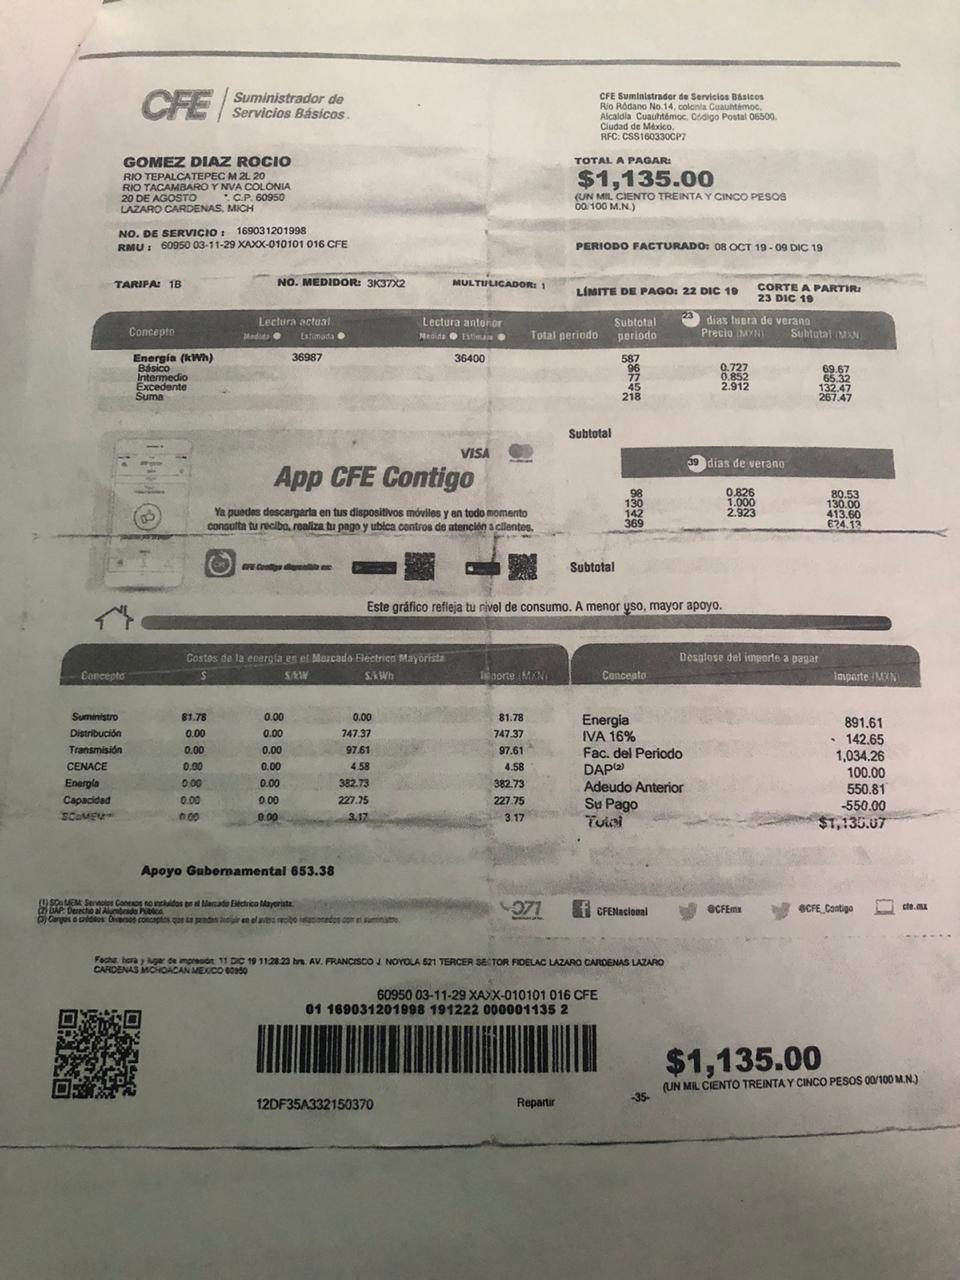 CFE Suministrador de
Servicios Básicos.
CFE Suministrador de Servicios Básicos
Río Ródano No.14, colonia Cuauhtémoc,
Alcaldía Cuauhtémoc, Código Postal 06500,
Ciudad de México.
RFC: CSS160330CP7
GOMEZ DIAZ ROCIO
RIO TEPALCATEPEC M 2L 20
RIO TACAMBARO Y NVA COLONIA
20 DE AGOSTO C.P. 60950
LAZARO CARDENAS, MICH
TOTAL A PAGAR:
$1,135.00
(UN MIL CIENTO TREINTA Y CINCO PESOS
00/100 M.N.)
NO. DE SERVICIO : 169031201998
RMU : 60950 03-11-29 XAXX-010101 016 CFE
PERIODO FACTURADO: 08 OCT 19 - 09 DIC 19
TARIFA: 1B NO. MEDIDOR: 3K37X2 MULTIPLICADOR: 1
LÍMITE DE PAGO: 22 DIC 19 CORTE A PARTIR:
23 DIC 19
Concepto Lectura actual Lectura anterior Total periodo Subtotal periodo 23 días fuera de verano
Medida Estimada Medida Estimada Precio (MXN) Subtotal (MXN)
Energía (kWh) 36987 36400 587
Básico 96 0.727 69.67
Intermedio 77 0.852 65.32
Excedente 45 2.912 132.47
Suma 218 267.47
Subtotal
39 días de verano
98 0.826 80.53
130 1.000 130.00
142 2.923 413.60
369 624.13
VISA
App CFE Contigo
Ya puedes descargarla en tus dispositivos móviles y en todo momento
consulta tu recibo, realiza tu pago y ubica centros de atención a clientes.
CFE Contigo disponible en:
Subtotal
Este gráfico refleja tu nivel de consumo. A menor uso, mayor apoyo.
Costos de la energía en el Mercado Eléctrico Mayorista
Concepto $ $/kW $/kWh Importe (MXN)
Suministro 81.78 0.00 0.00 81.78
Distribución 0.00 0.00 747.37 747.37
Transmisión 0.00 0.00 97.61 97.61
CENACE 0.00 0.00 4.58 4.58
Energía 0.00 0.00 382.73 382.73
Capacidad 0.00 0.00 227.75 227.75
SCnMEM 0.00 0.00 3.17 3.17
Desglose del importe a pagar
Concepto Importe (MXN)
Energía 891.61
IVA 16% 142.65
Fac. del Periodo 1,034.26
DAP(2) 100.00
Adeudo Anterior 550.81
Su Pago -550.00
Total $1,135.07
Apoyo Gubernamental 653.38
(1) SCnMEM: Servicios Conexos no incluidos en el Mercado Eléctrico Mayorista.
(2) DAP: Derecho al Alumbrado Público.
(3) Cargos o créditos: Diversos conceptos que se pueden incluir en el aviso recibo relacionados con el suministro.
071 CFENacional @CFEmx @CFE_Contigo cfe.mx
Fecha, hora y lugar de impresión: 11 DIC 19 11:28:23 hrs. AV. FRANCISCO J. NOYOLA 521 TERCER SECTOR FIDELAC LAZARO CARDENAS LAZARO
CARDENAS MICHOACAN MEXICO 60950
60950 03-11-29 XAXX-010101 016 CFE
01 169031201998 191222 000001135 2
$1,135.00
(UN MIL CIENTO TREINTA Y CINCO PESOS 00/100 M.N.)
12DF35A332150370 Repartir -35-